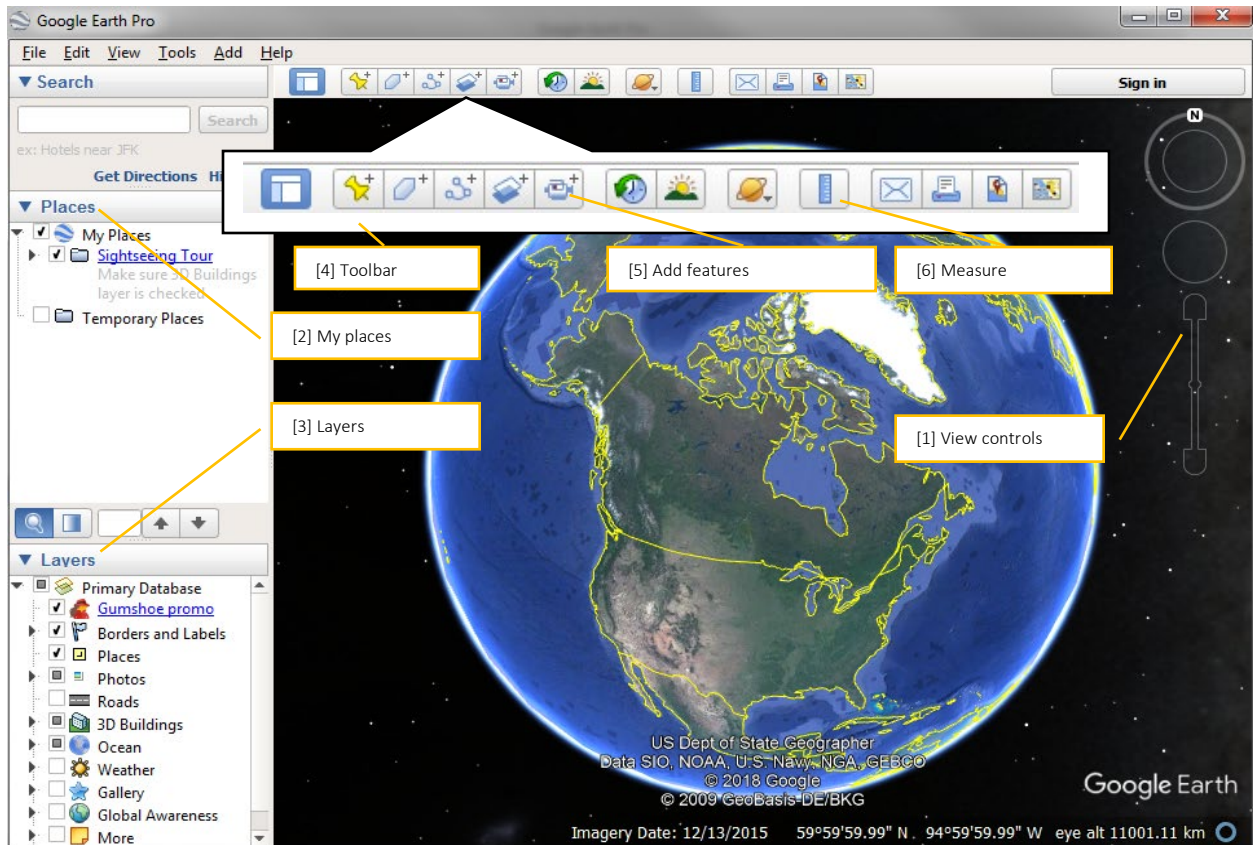 Google Earth Pro
File Edit View Tools Add Help
Search
Sign in
Search
N
ex: Hotels near JFK
Get Directions Hi
Places
My Places
Sightseeing Tour
Make sure 3D Buildings
layer is checked
Temporary Places
[4] Toolbar
[5] Add features
[6] Measure
[2] My places
[3] Layers
[1] View controls
Layers
Primary Database
Gumshoe promo
Borders and Labels
Places
Photos
Roads
3D Buildings
Ocean
Weather
Gallery
Global Awareness
More
US Dept of State Geographer
Data SIO, NOAA, U.S. Navy, NGA, GEBCO
© 2018 Google
© 2009 GeoBasis-DE/BKG
Google Earth
Imagery Date: 12/13/2015 59°59'59.99" N 94°59'59.99" W eye alt 11001.11 km